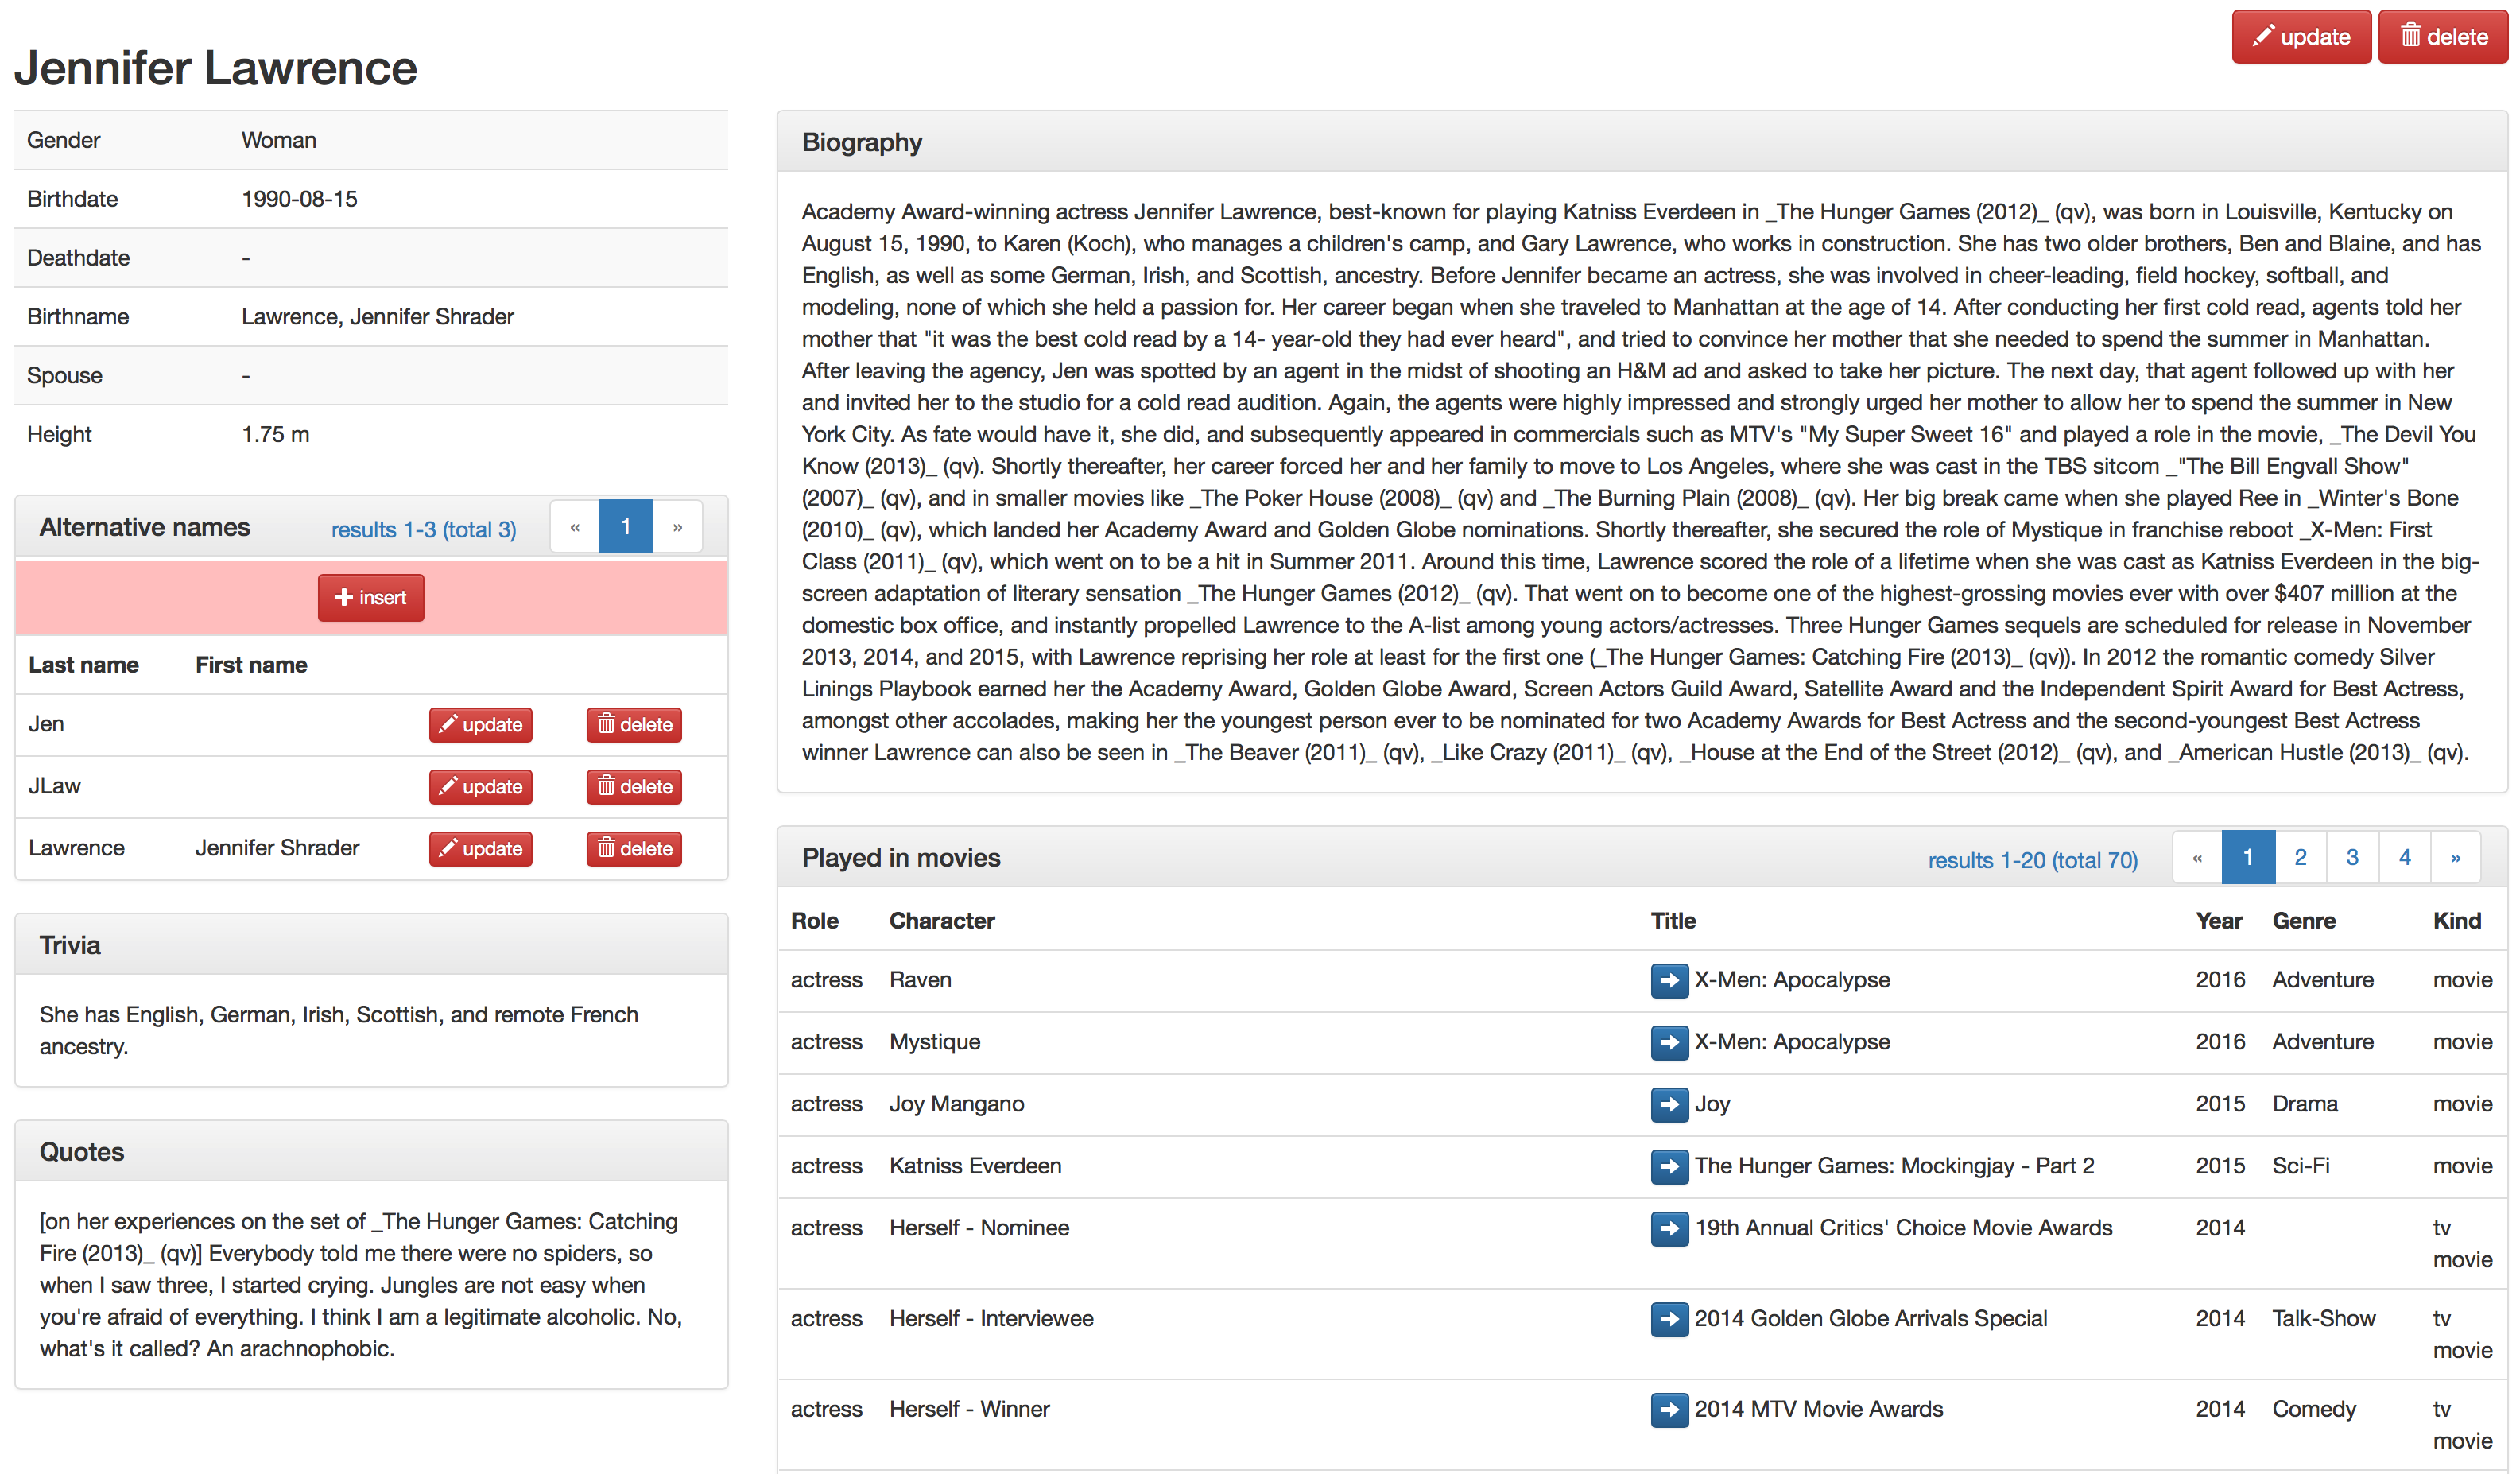 update delete
Jennifer Lawrence
Gender Woman
Birthdate 1990-08-15
Deathdate -
Birthname Lawrence, Jennifer Shrader
Spouse -
Height 1.75 m
Alternative names results 1-3 (total 3) « 1 »
insert
Last name First name
Jen update delete
JLaw update delete
Lawrence Jennifer Shrader update delete
Trivia
She has English, German, Irish, Scottish, and remote French
ancestry.
Quotes
[on her experiences on the set of _The Hunger Games: Catching
Fire (2013)_ (qv)] Everybody told me there were no spiders, so
when I saw three, I started crying. Jungles are not easy when
you're afraid of everything. I think I am a legitimate alcoholic. No,
what's it called? An arachnophobic.
Biography
Academy Award-winning actress Jennifer Lawrence, best-known for playing Katniss Everdeen in _The Hunger Games (2012)_ (qv), was born in Louisville, Kentucky on
August 15, 1990, to Karen (Koch), who manages a children's camp, and Gary Lawrence, who works in construction. She has two older brothers, Ben and Blaine, and has
English, as well as some German, Irish, and Scottish, ancestry. Before Jennifer became an actress, she was involved in cheer-leading, field hockey, softball, and
modeling, none of which she held a passion for. Her career began when she traveled to Manhattan at the age of 14. After conducting her first cold read, agents told her
mother that "it was the best cold read by a 14- year-old they had ever heard", and tried to convince her mother that she needed to spend the summer in Manhattan.
After leaving the agency, Jen was spotted by an agent in the midst of shooting an H&M ad and asked to take her picture. The next day, that agent followed up with her
and invited her to the studio for a cold read audition. Again, the agents were highly impressed and strongly urged her mother to allow her to spend the summer in New
York City. As fate would have it, she did, and subsequently appeared in commercials such as MTV's "My Super Sweet 16" and played a role in the movie, _The Devil You
Know (2013)_ (qv). Shortly thereafter, her career forced her and her family to move to Los Angeles, where she was cast in the TBS sitcom _"The Bill Engvall Show"
(2007)_ (qv), and in smaller movies like _The Poker House (2008)_ (qv) and _The Burning Plain (2008)_ (qv). Her big break came when she played Ree in _Winter's Bone
(2010)_ (qv), which landed her Academy Award and Golden Globe nominations. Shortly thereafter, she secured the role of Mystique in franchise reboot _X-Men: First
Class (2011)_ (qv), which went on to be a hit in Summer 2011. Around this time, Lawrence scored the role of a lifetime when she was cast as Katniss Everdeen in the big-
screen adaptation of literary sensation _The Hunger Games (2012)_ (qv). That went on to become one of the highest-grossing movies ever with over $407 million at the
domestic box office, and instantly propelled Lawrence to the A-list among young actors/actresses. Three Hunger Games sequels are scheduled for release in November
2013, 2014, and 2015, with Lawrence reprising her role at least for the first one (_The Hunger Games: Catching Fire (2013)_ (qv)). In 2012 the romantic comedy Silver
Linings Playbook earned her the Academy Award, Golden Globe Award, Screen Actors Guild Award, Satellite Award and the Independent Spirit Award for Best Actress,
amongst other accolades, making her the youngest person ever to be nominated for two Academy Awards for Best Actress and the second-youngest Best Actress
winner Lawrence can also be seen in _The Beaver (2011)_ (qv), _Like Crazy (2011)_ (qv), _House at the End of the Street (2012)_ (qv), and _American Hustle (2013)_ (qv).
Played in movies results 1-20 (total 70) « 1 2 3 4 »
Role Character Title Year Genre Kind
actress Raven X-Men: Apocalypse 2016 Adventure movie
actress Mystique X-Men: Apocalypse 2016 Adventure movie
actress Joy Mangano Joy 2015 Drama movie
actress Katniss Everdeen The Hunger Games: Mockingjay - Part 2 2015 Sci-Fi movie
actress Herself - Nominee 19th Annual Critics' Choice Movie Awards 2014 tv
movie
actress Herself - Interviewee 2014 Golden Globe Arrivals Special 2014 Talk-Show tv
movie
actress Herself - Winner 2014 MTV Movie Awards 2014 Comedy tv
movie